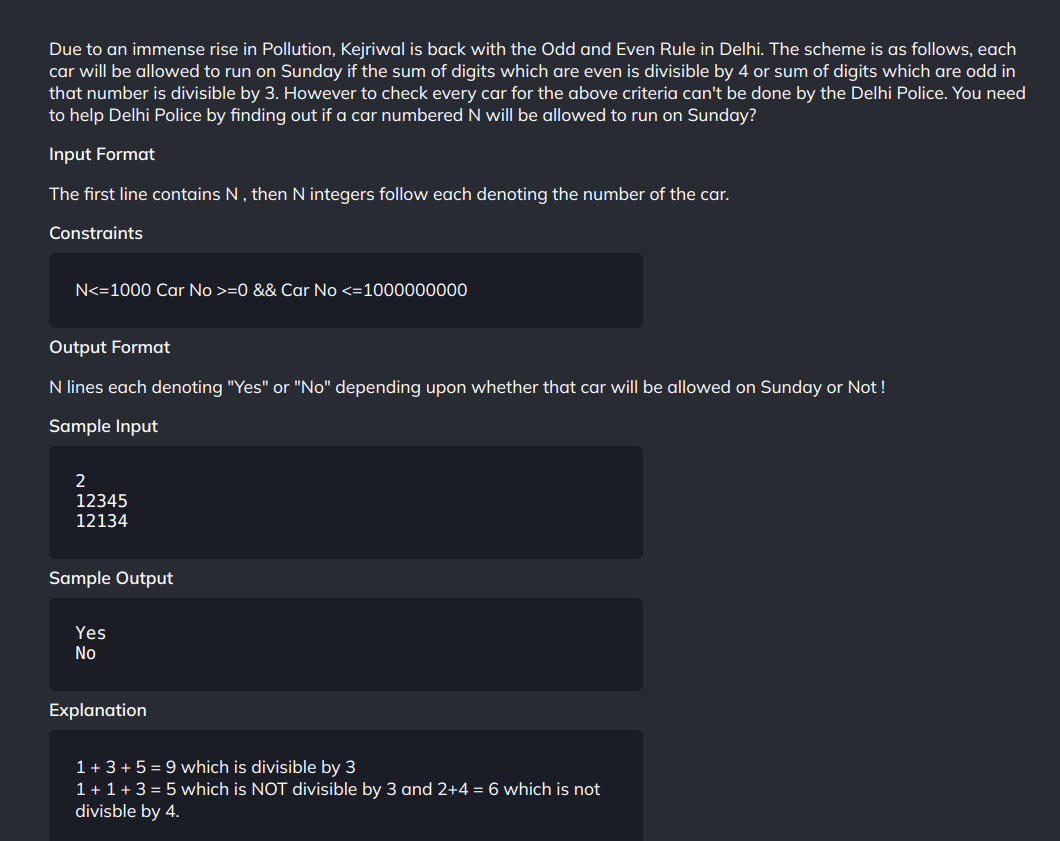 Due to an immense rise in Pollution, Kejriwal is back with the Odd and Even Rule in Delhi. The scheme is as follows, each
car will be allowed to run on Sunday if the sum of digits which are even is divisible by 4 or sum of digits which are odd in
that number is divisible by 3. However to check every car for the above criteria can't be done by the Delhi Police. You need
to help Delhi Police by finding out if a car numbered N will be allowed to run on Sunday?
Input Format
The first line contains N , then N integers follow each denoting the number of the car.
Constraints
N<=1000 Car No >=0 && Car No <=1000000000
Output Format
N lines each denoting "Yes" or "No" depending upon whether that car will be allowed on Sunday or Not !
Sample Input
2
12345
12134
Sample Output
Yes
No
Explanation
1 + 3 + 5 = 9 which is divisible by 3
1 + 1 + 3 = 5 which is NOT divisible by 3 and 2+4 = 6 which is not
divisble by 4.